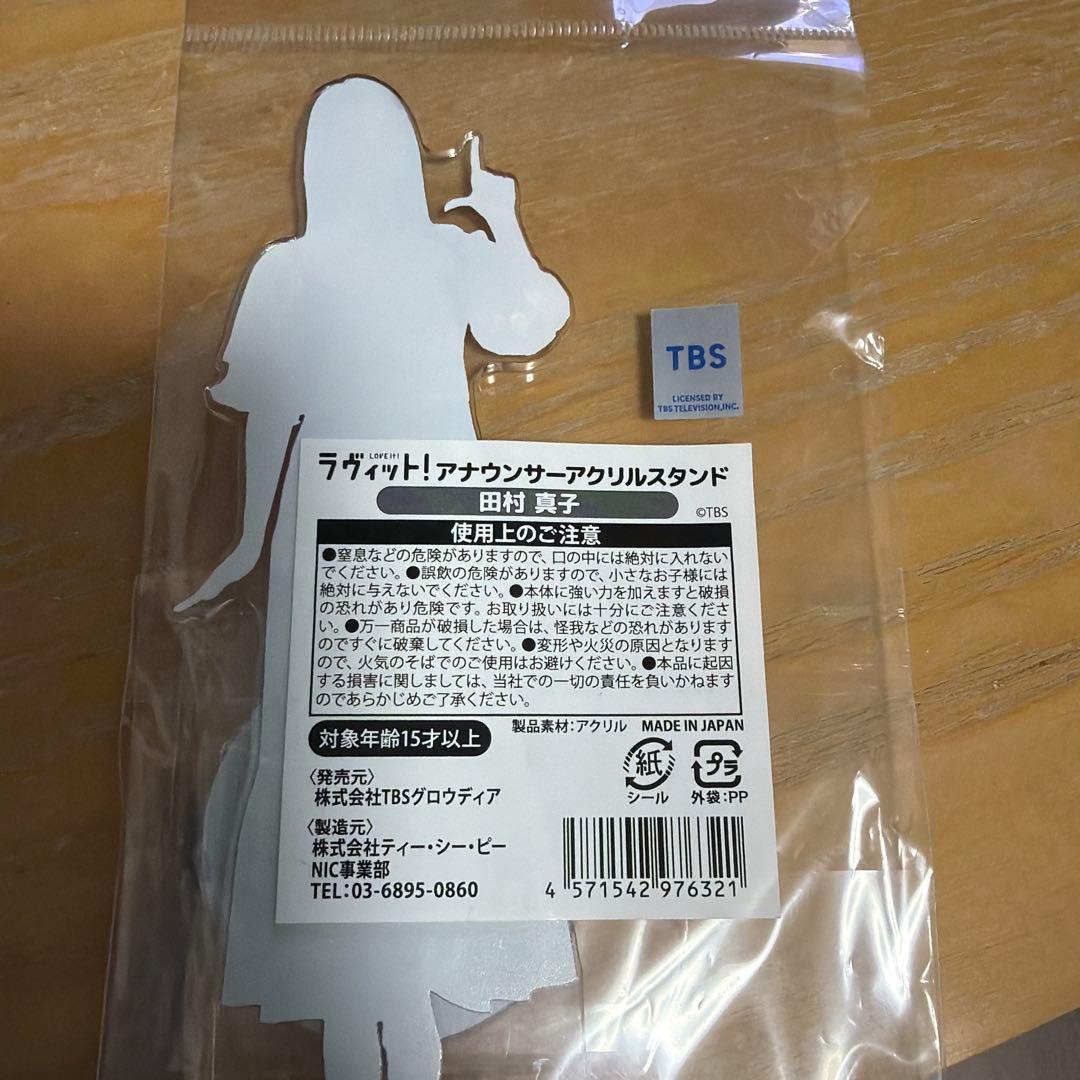 TBS
LICENSED BY
TBS TELEVISION,INC.
LOVE IT!
ラヴィット!アナウンサーアクリルスタンド
田村 真子
©TBS
使用上のご注意
●窒息などの危険がありますので、口の中には絶対に入れない
でください。●誤飲の危険がありますので、小さなお子様には
絶対に与えないでください。●本体に強い力を加えますと破損
の恐れがあり危険です。お取り扱いには十分にご注意くださ
い。●万一商品が破損した場合は、怪我などの恐れがあります
のですぐに破棄してください。●変形や火災の原因となります
ので、火気のそばでのご使用はお避けください。●本品に起因
する損害に関しましては、当社での一切の責任を負いかねます
のであらかじめご了承ください。
製品素材:アクリル MADE IN JAPAN
対象年齢15才以上
紙
シール
プラ
外袋:PP
〈発売元〉
株式会社TBSグロウディア
〈製造元〉
株式会社ティー・シー・ピー
NIC事業部
TEL:03-6895-0860
4 571542 976321